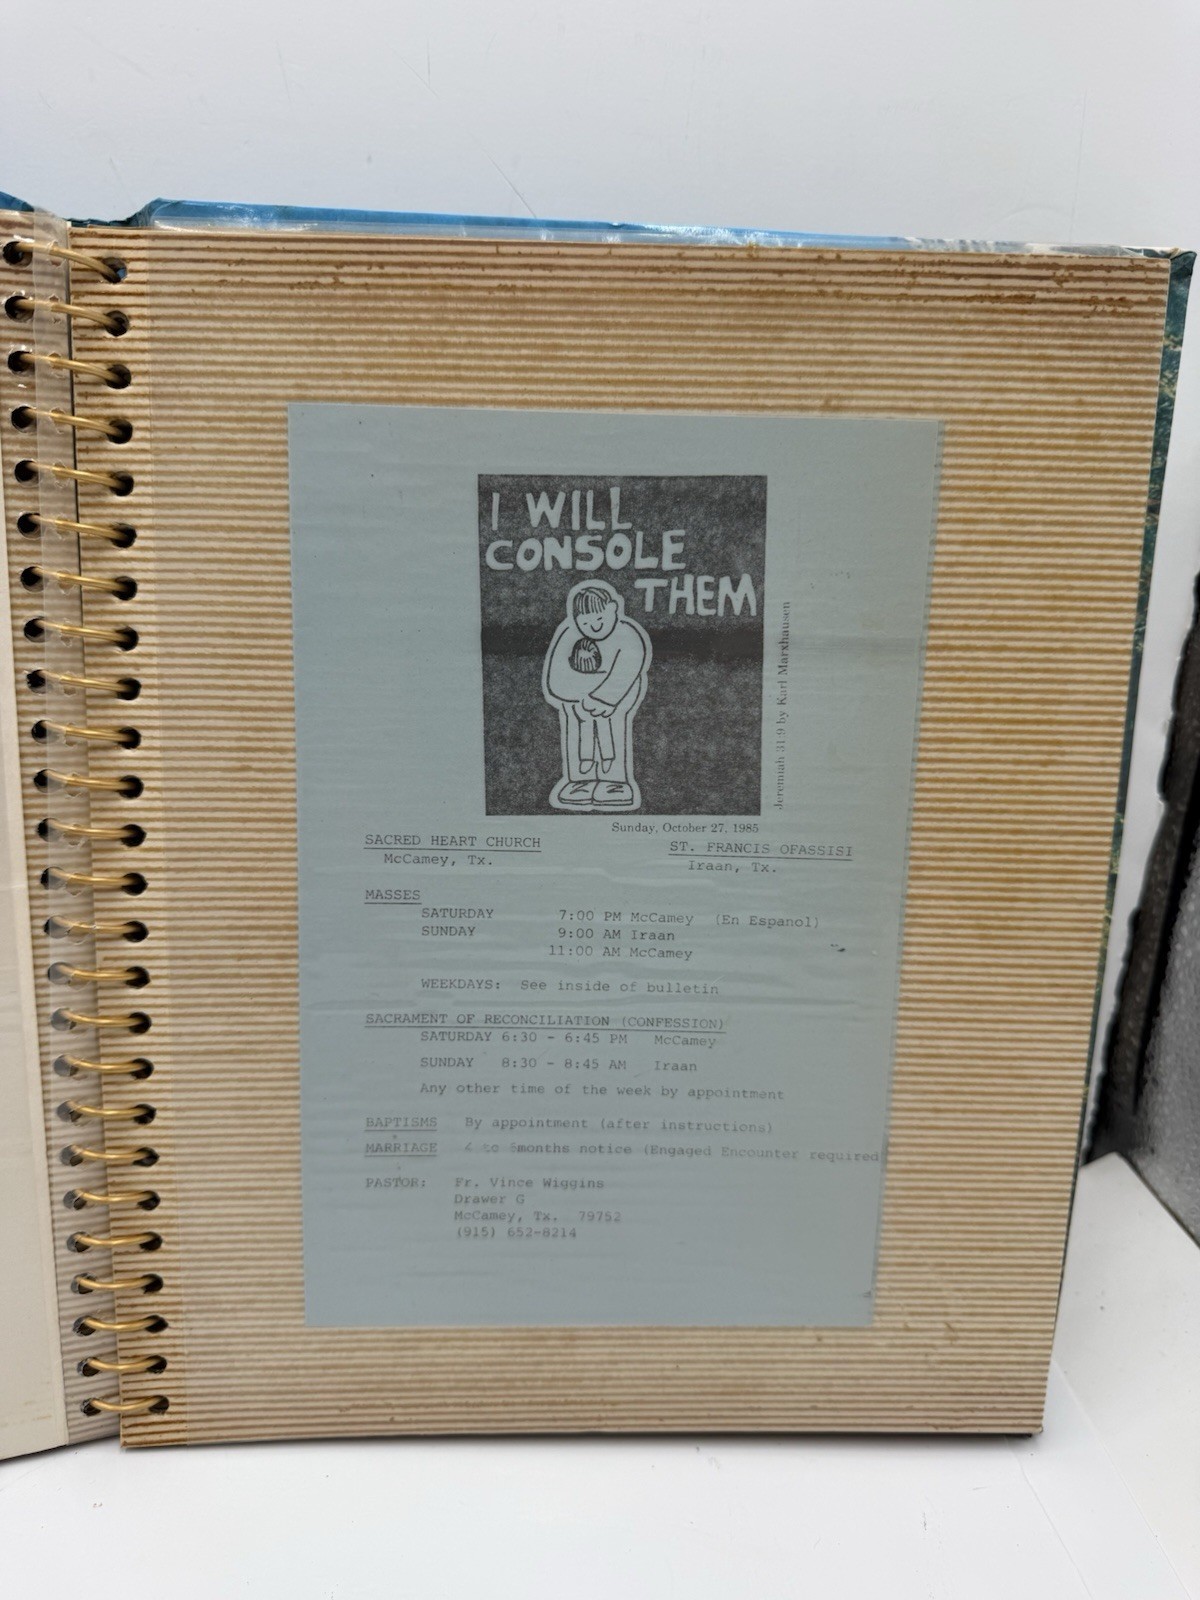 I WILL
CONSOLE
THEM
Jeremiah 31:9 by Karl Marxhausen
Sunday, October 27, 1985
SACRED HEART CHURCH
McCamey, Tx.
ST. FRANCIS OFASSISI
Iraan, Tx.
MASSES
SATURDAY 7:00 PM McCamey (En Espanol)
SUNDAY 9:00 AM Iraan
11:00 AM McCamey
WEEKDAYS: See inside of bulletin
SACRAMENT OF RECONCILIATION (CONFESSION)
SATURDAY 6:30 - 6:45 PM McCamey
SUNDAY 8:30 - 8:45 AM Iraan
Any other time of the week by appointment
BAPTISMS By appointment (after instructions)
MARRIAGE to months notice (Engaged Encounter required
PASTOR: Fr. Vince Wiggins
Drawer G
McCamey, Tx. 79752
(915) 652-8214